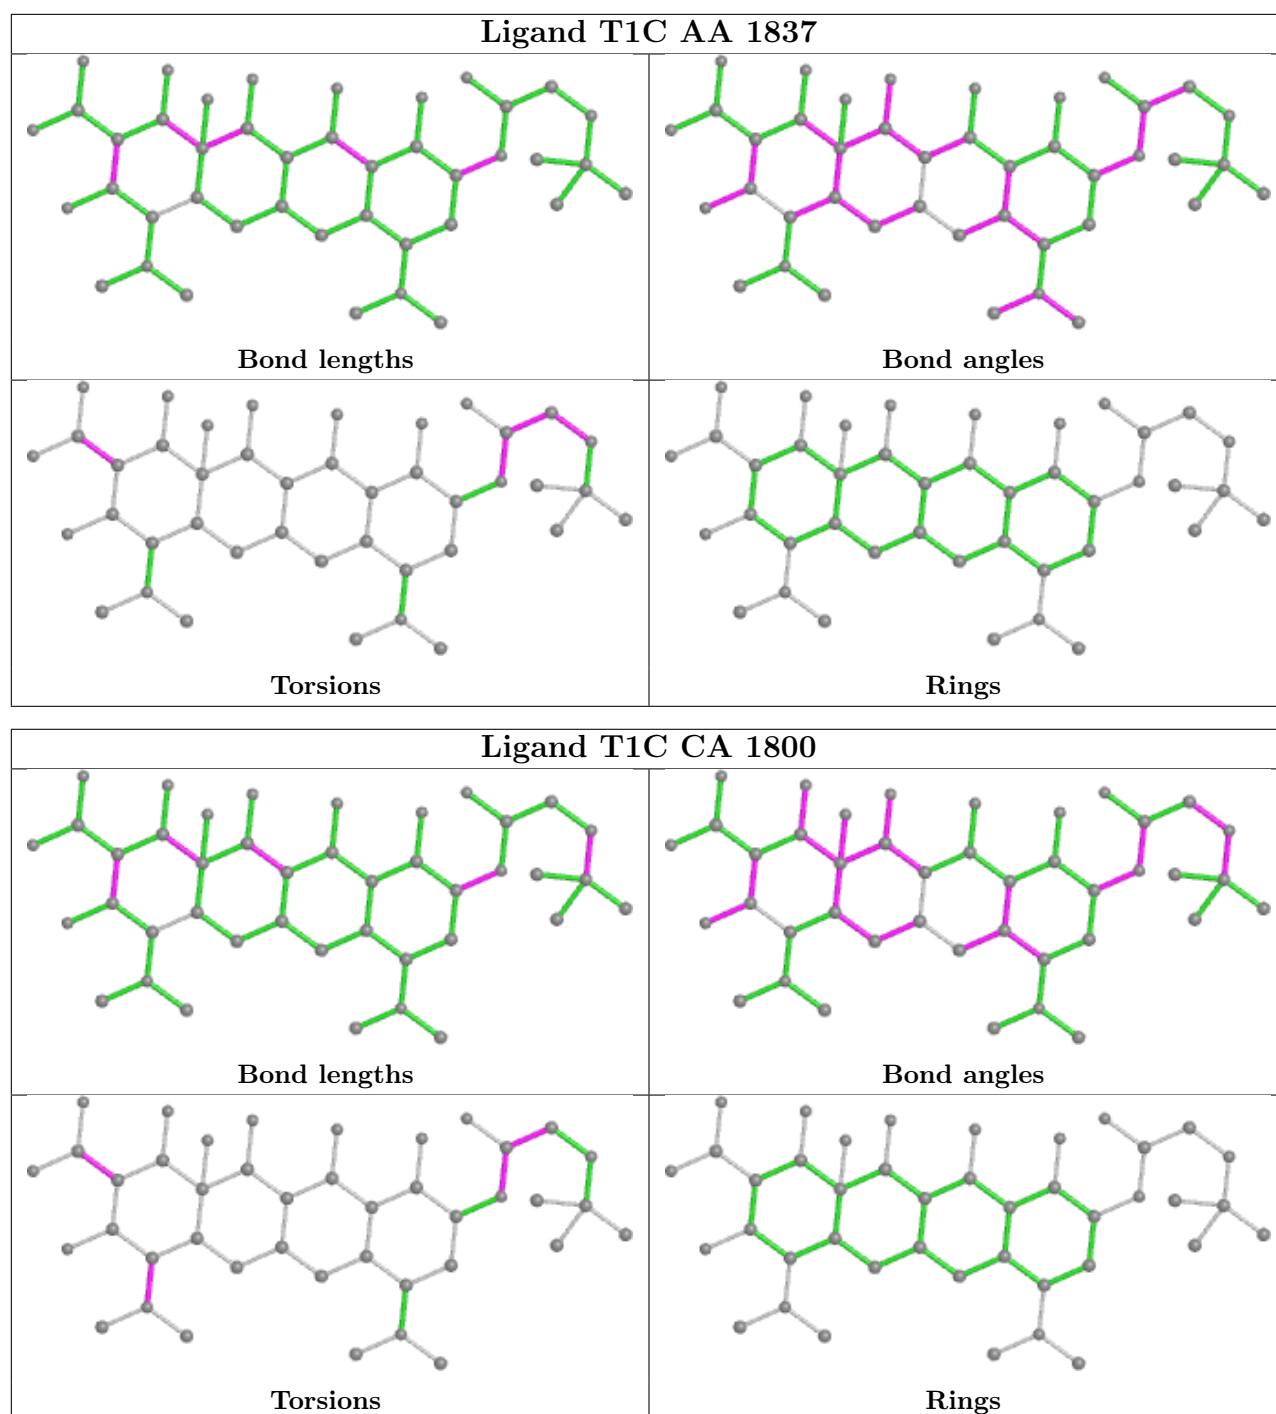 Ligand T1C AA 1837
Bond lengths
Bond angles
Torsions
Rings
Ligand T1C CA 1800
Bond lengths
Bond angles
Torsions
Rings